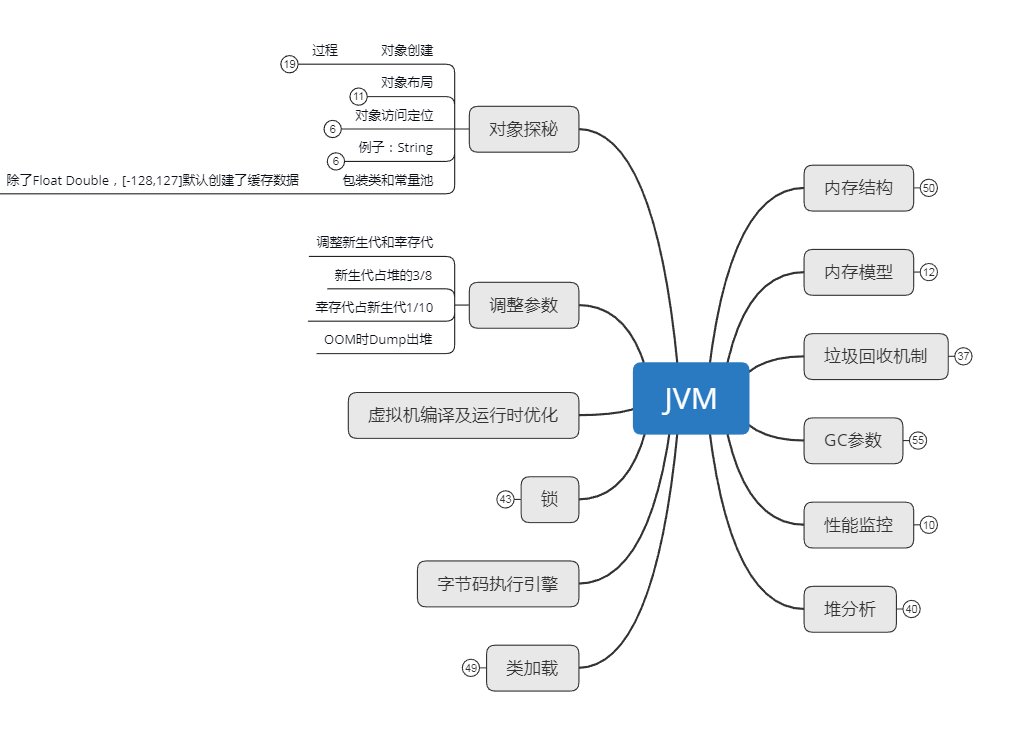 JVM
对象探秘
对象创建
过程
19
对象布局
11
对象访问定位
6
例子：String
6
包装类和常量池
除了Float Double，[-128,127]默认创建了缓存数据
调整参数
调整新生代和幸存代
新生代占堆的3/8
幸存代占新生代1/10
OOM时Dump出堆
虚拟机编译及运行时优化
锁
43
字节码执行引擎
类加载
49
内存结构
50
内存模型
12
垃圾回收机制
37
GC参数
55
性能监控
10
堆分析
40